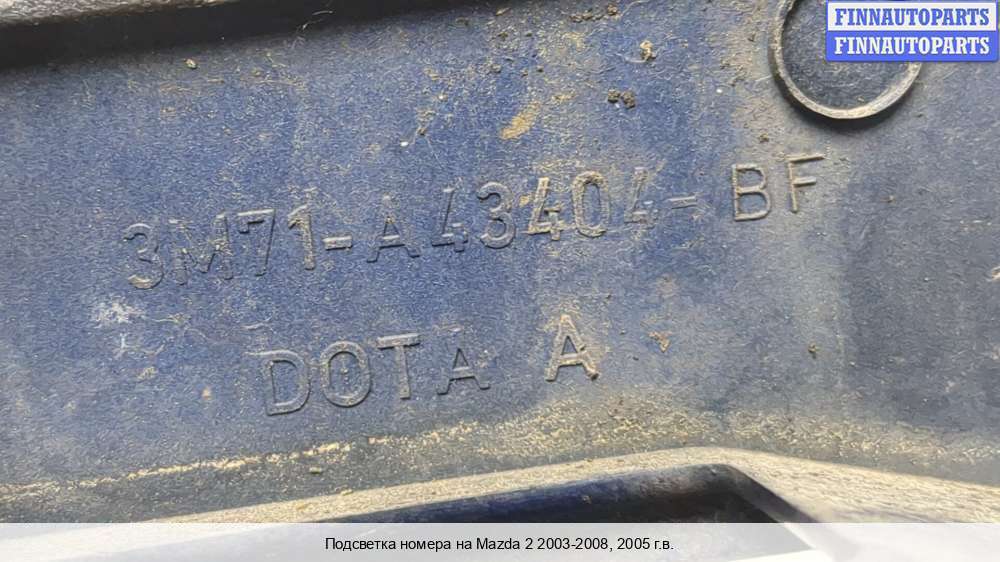 FINNAUTOPARTS
FINNAUTOPARTS
3M71-A43404-BF
DOTA A
Подсветка номера на Mazda 2 2003-2008, 2005 г.в.